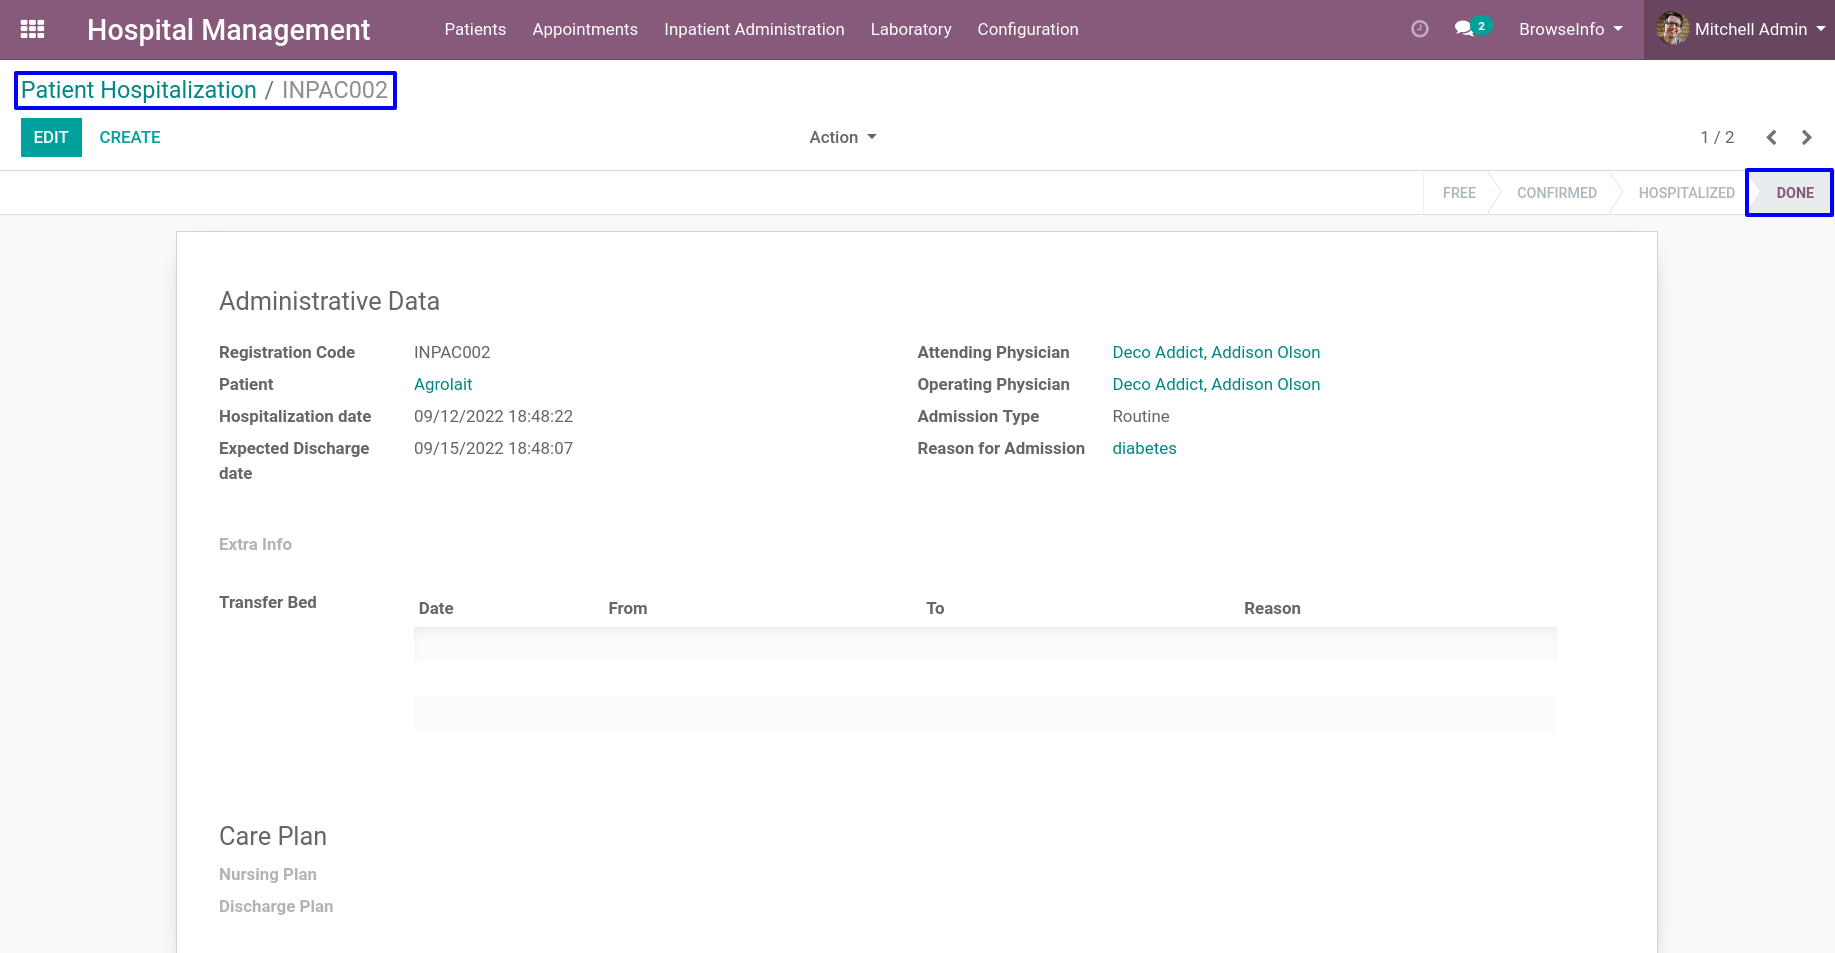 Hospital Management Patients Appointments Inpatient Administration Laboratory Configuration 2 BrowseInfo Mitchell Admin
Patient Hospitalization / INPAC002
EDIT CREATE Action 1 / 2
FREE CONFIRMED HOSPITALIZED DONE
Administrative Data
Registration Code INPAC002 Attending Physician Deco Addict, Addison Olson
Patient Agrolait Operating Physician Deco Addict, Addison Olson
Hospitalization date 09/12/2022 18:48:22 Admission Type Routine
Expected Discharge 09/15/2022 18:48:07 Reason for Admission diabetes
date
Extra Info
Transfer Bed Date From To Reason
Care Plan
Nursing Plan
Discharge Plan